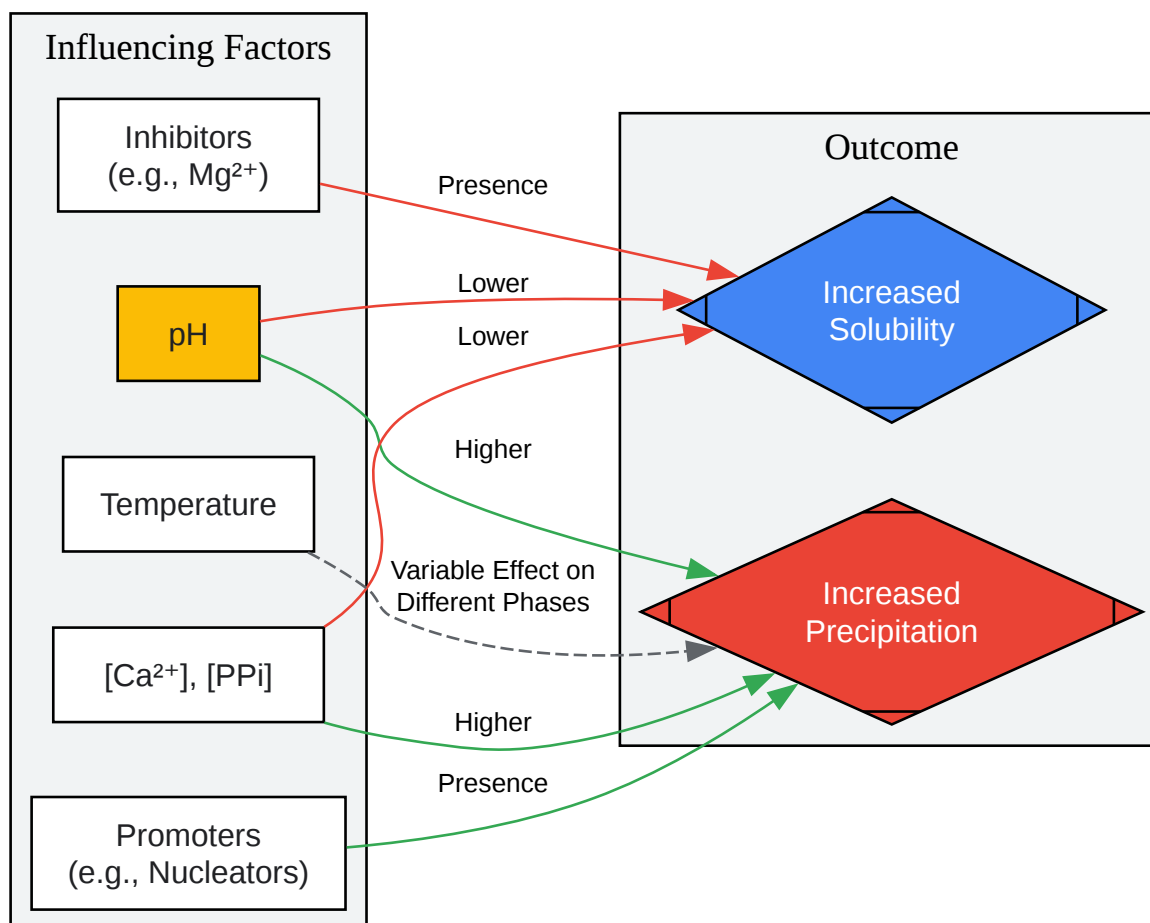 Influencing Factors
Inhibitors
(e.g., Mg²⁺)
pH
Temperature
[Ca²⁺], [PPi]
Promoters
(e.g., Nucleators)
Presence
Lower
Lower
Higher
Variable Effect on
Different Phases
Higher
Presence
Outcome
Increased
Solubility
Increased
Precipitation